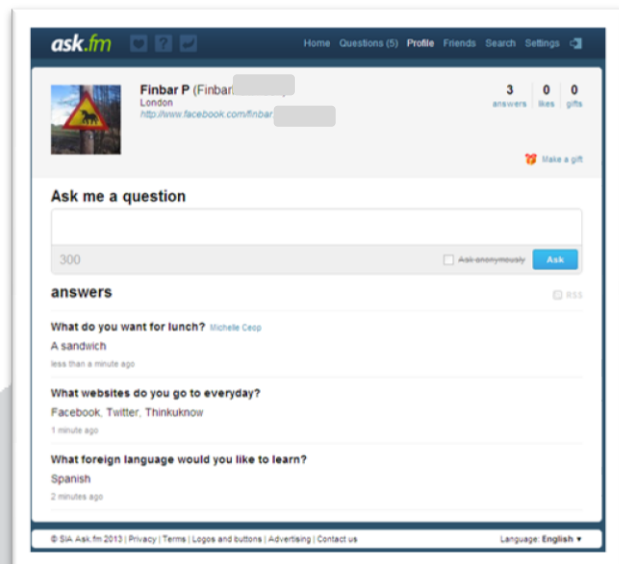 ask.fm
Home Questions (5) Profile Friends Search Settings
Finbar P (Finbar
London
http://www.facebook.com/finbar
3 0 0
answers likes gifts
Make a gift
Ask me a question
300
Ask anonymously
Ask
answers
RSS
What do you want for lunch? Michelle Ceop
A sandwich
less than a minute ago
What websites do you go to everyday?
Facebook, Twitter, Thinkuknow
1 minute ago
What foreign language would you like to learn?
Spanish
2 minutes ago
© SIA Ask.fm 2013 | Privacy | Terms | Logos and buttons | Advertising | Contact us
Language: English ▼